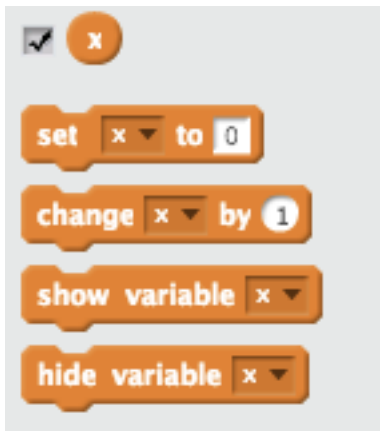 x
set x to 0
change x by 1
show variable x
hide variable x